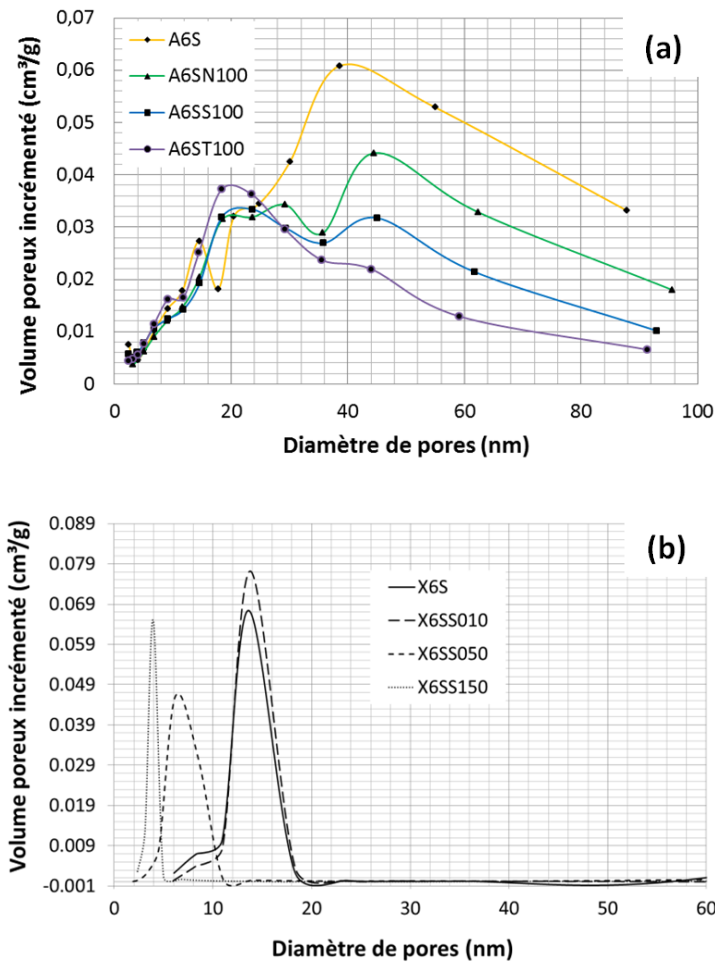 (a)
Volume poreux incrémenté (cm³/g)
0,07
0,06
0,05
0,04
0,03
0,02
0,01
0
A6S
A6SN100
A6SS100
A6ST100
0 20 40 60 80 100
Diamètre de pores (nm)
(b)
Volume poreux incrémenté (cm³/g)
0.089
0.079
0.069
0.059
0.049
0.039
0.029
0.019
0.009
-0.001
X6S
X6SS010
X6SS050
X6SS150
0 10 20 30 40 50 60
Diamètre de pores (nm)